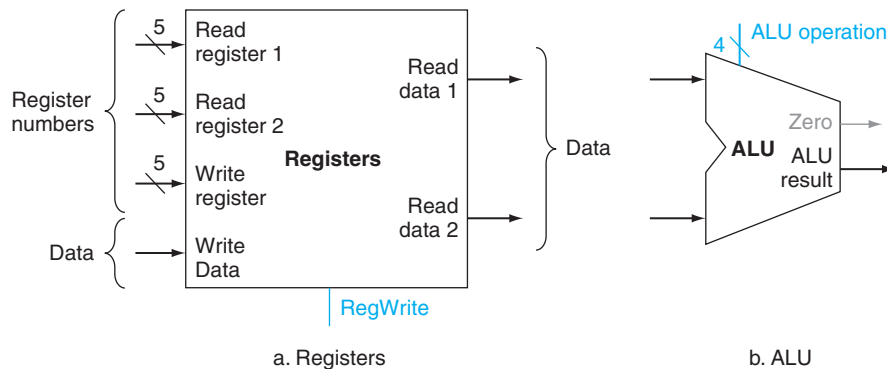 Register
numbers
Data
5
Read
register 1
5
Read
register 2
5
Write
register
Write
Data
Registers
Read
data 1
Read
data 2
RegWrite
Data
a. Registers
4
ALU operation
Zero
ALU
ALU
result
b. ALU